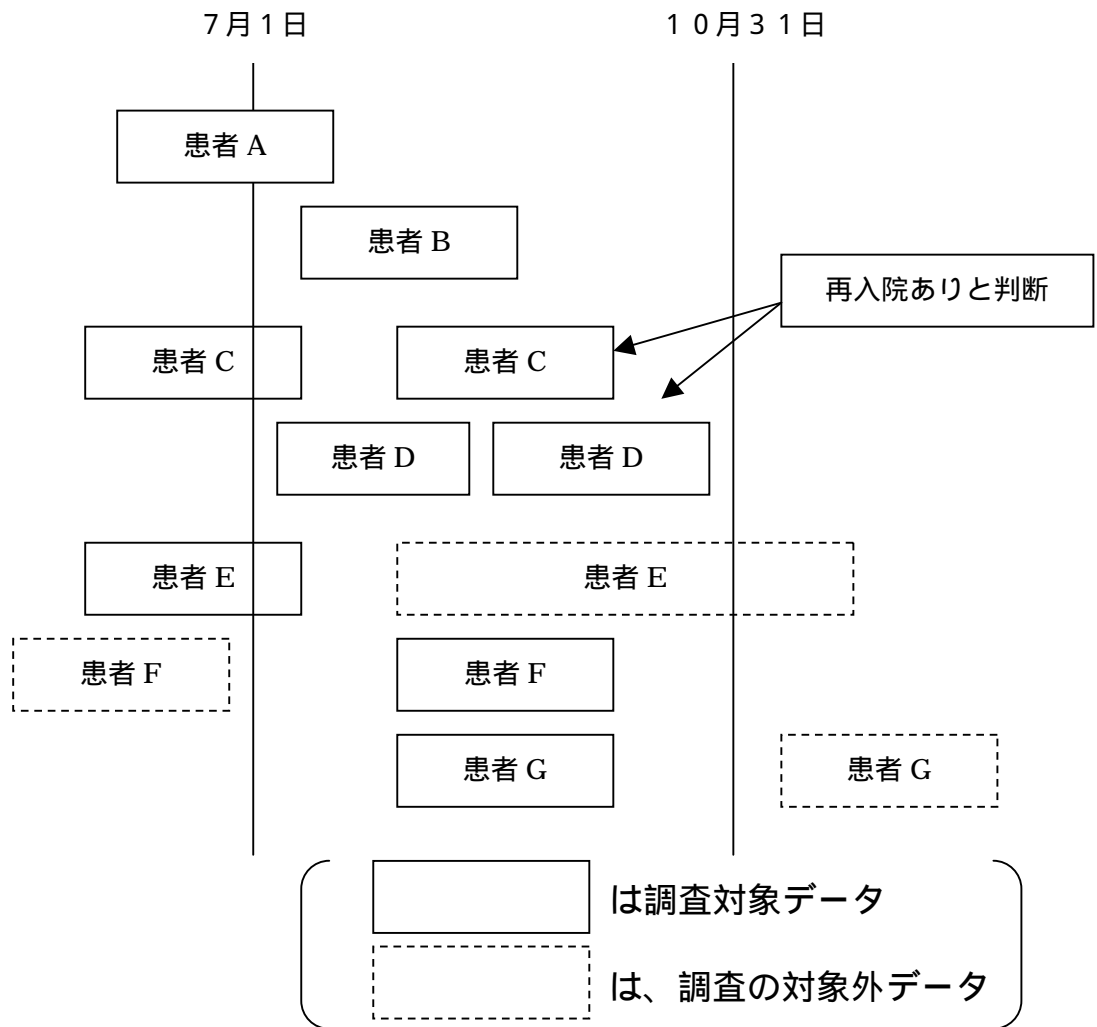 7月1日
10月31日
患者 A
患者 B
再入院ありと判断
患者 C
患者 C
患者 D
患者 D
患者 E
患者 E
患者 F
患者 F
患者 G
患者 G
は調査対象データ
は、調査の対象外データ